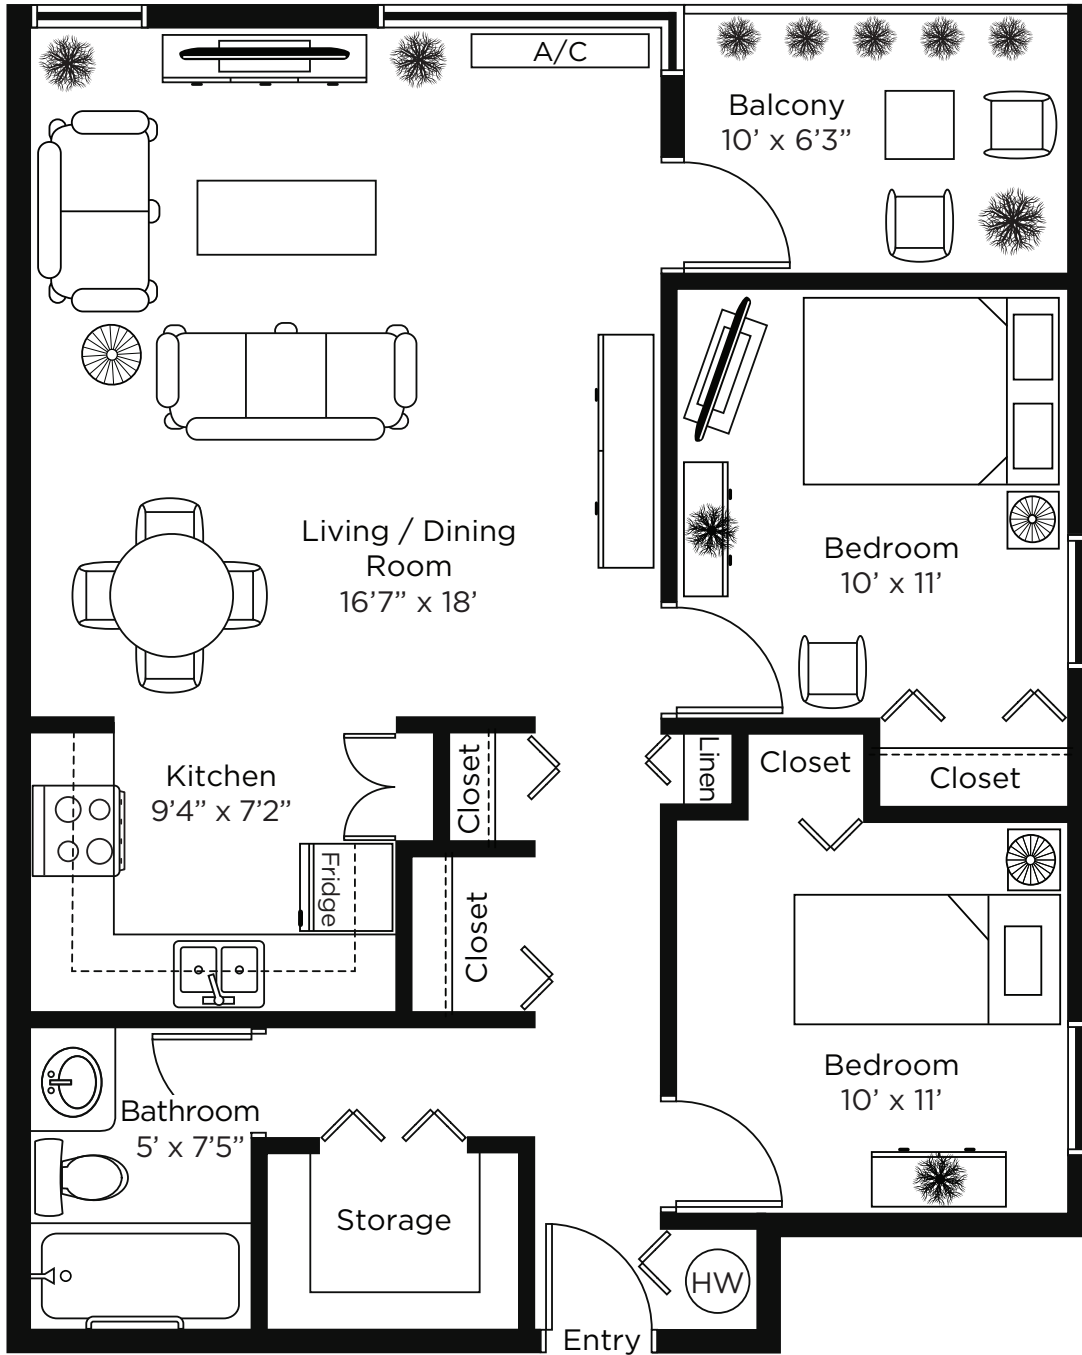 A/C
Balcony
10’ x 6’3”
Living / Dining
Room
16’7” x 18’
Bedroom
10’ x 11’
Kitchen
9’4” x 7’2”
Closet
Linen
Closet
Closet
Fridge
Closet
Bedroom
10’ x 11’
Bathroom
5’ x 7’5”
Storage
HW
Entry